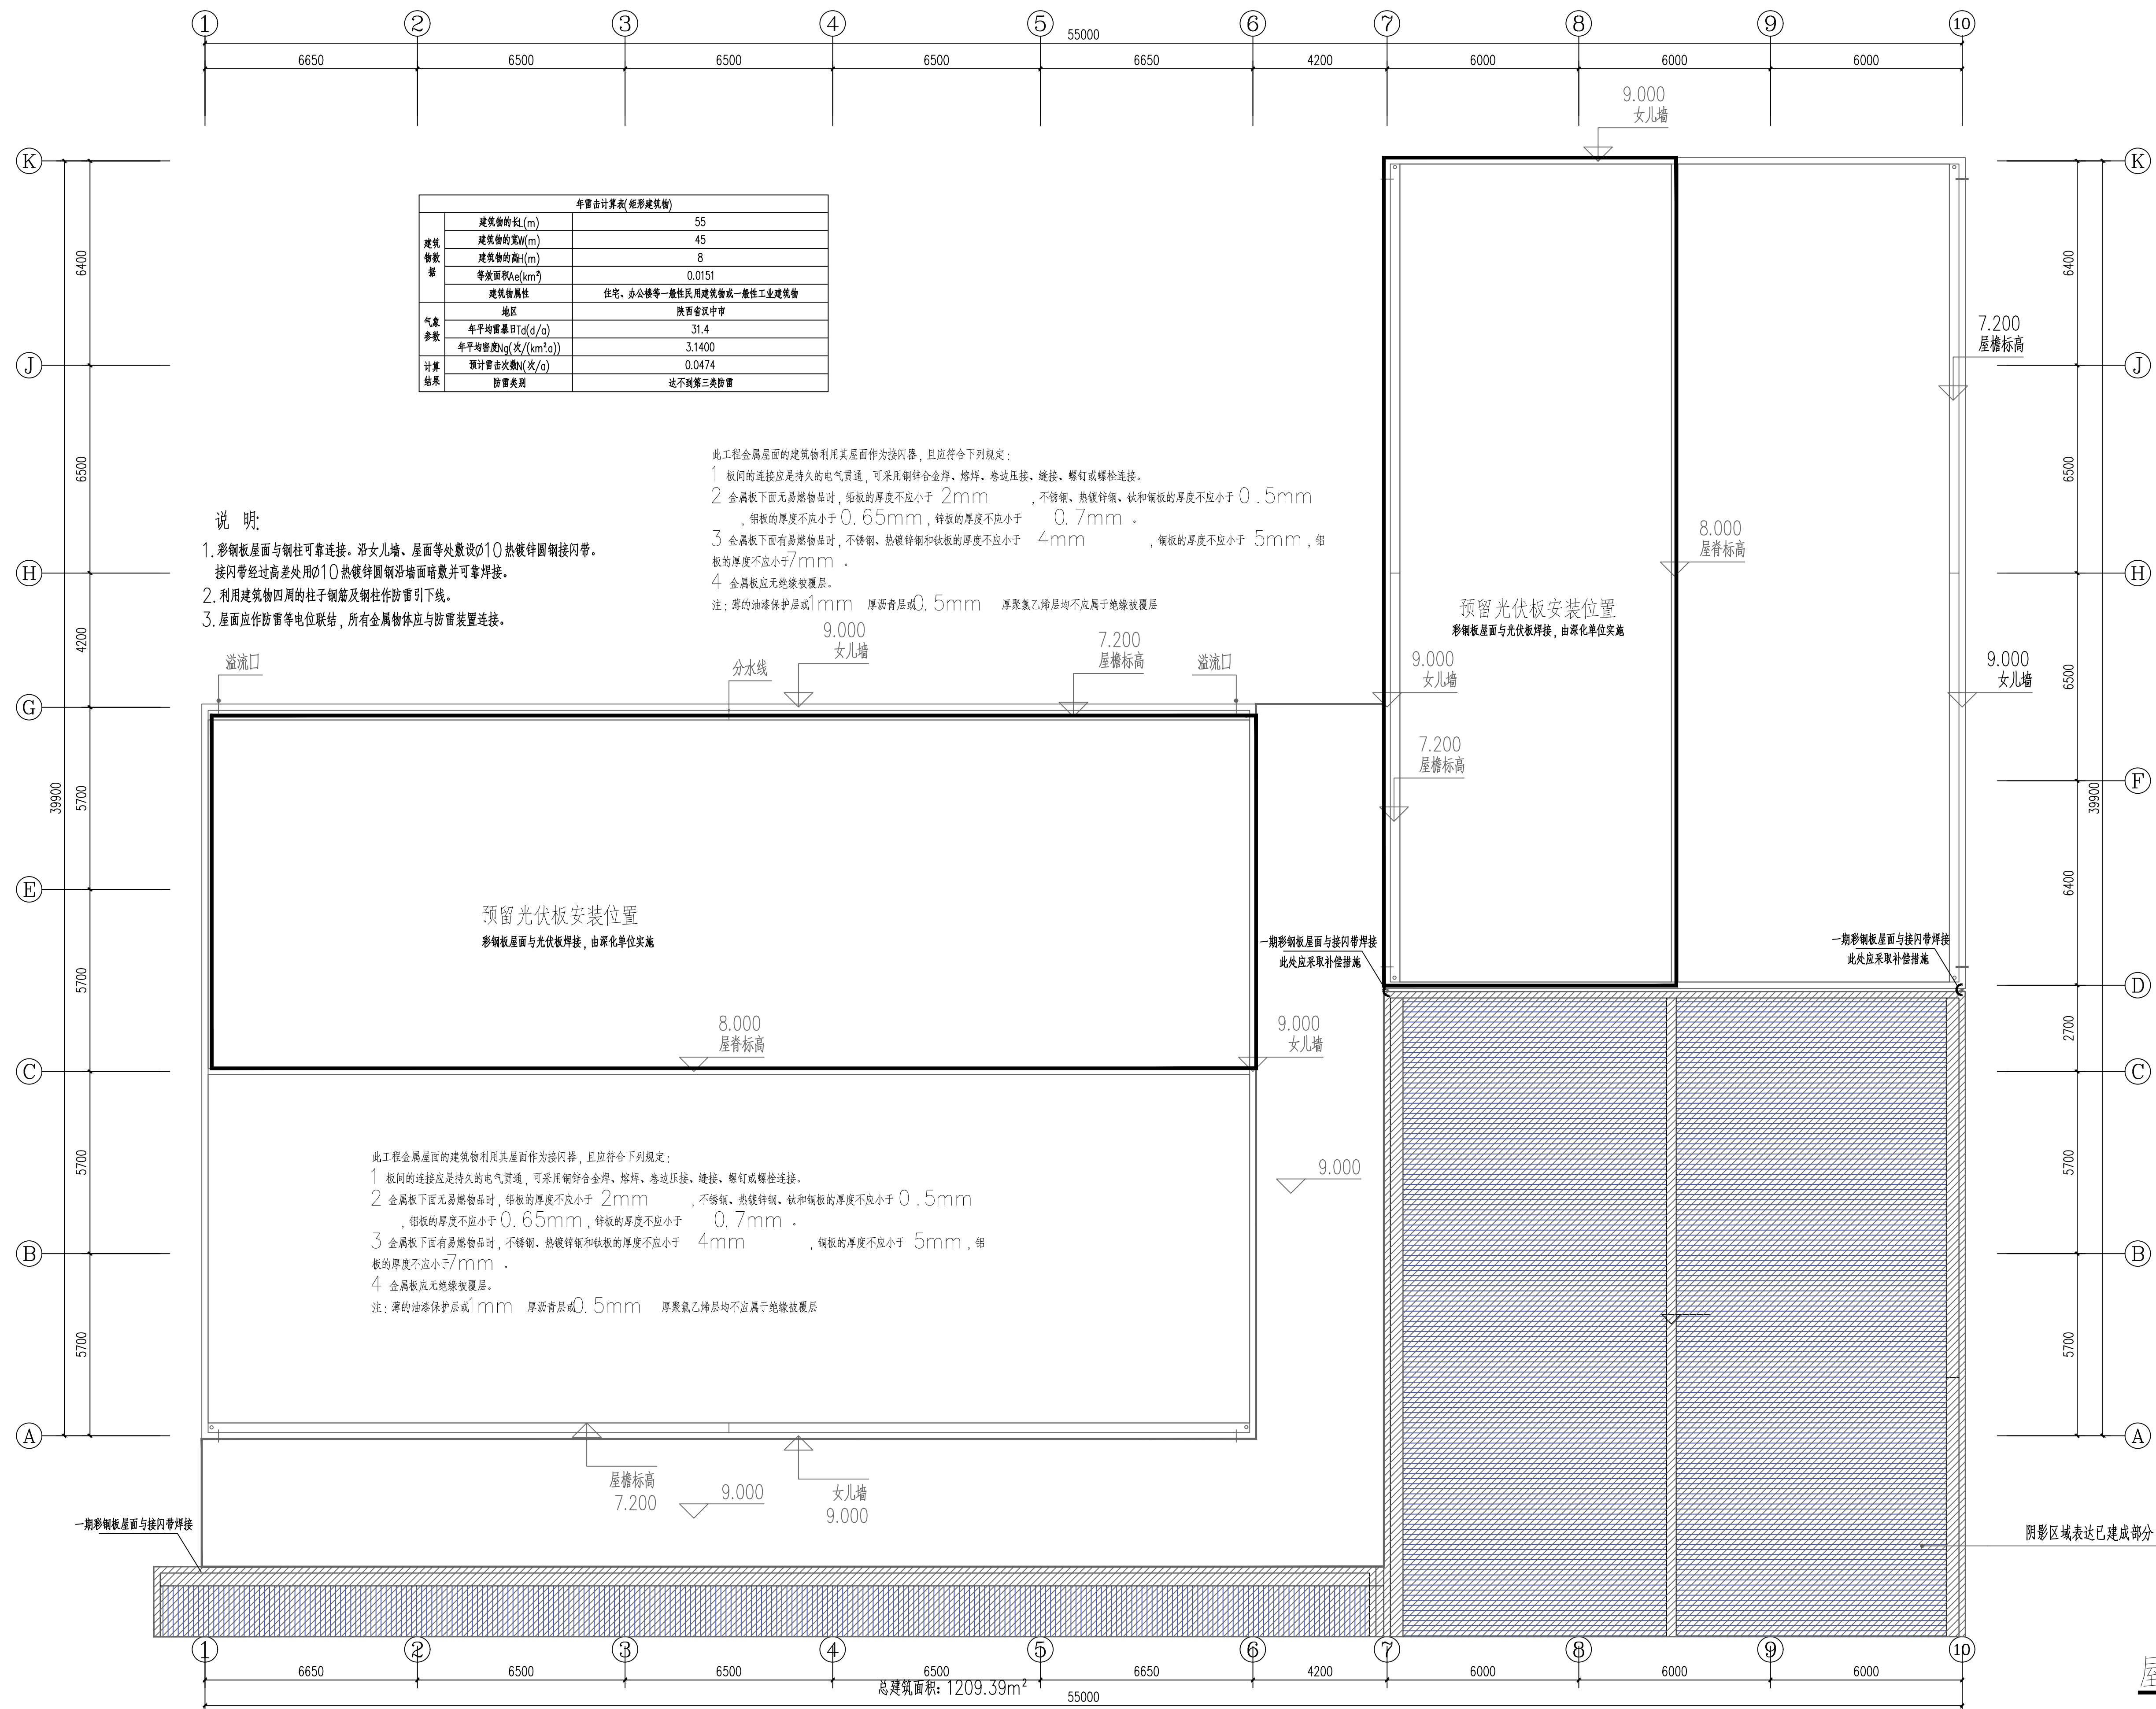 1 2 3 4 5 6 7 8 9 10
55000
6650 6500 6500 6500 6650 4200 6000 6000 6000
9.000
女儿墙
K K
年雷击计算表(矩形建筑物)
建筑物数据
建筑物的长L(m) 55
建筑物的宽W(m) 45
建筑物的高H(m) 8
等效面积Ae(km²) 0.0151
建筑物属性 住宅、办公楼等一般性民用建筑物或一般性工业建筑物
气象参数
地区 陕西省汉中市
年平均雷暴日Td(d/a) 31.4
年平均密度Ng(次/(km².a)) 3.1400
计算结果
预计雷击次数N(次/a) 0.0474
防雷类别 达不到第三类防雷
6400 6400
7.200
屋檐标高
J J
此工程金属屋面的建筑物利用其屋面作为接闪器，且应符合下列规定：
1 板间的连接应是持久的电气贯通，可采用铜锌合金焊、熔焊、卷边压接、缝接、螺钉或螺栓连接。
2 金属板下面无易燃物品时，铅板的厚度不应小于 2mm ，不锈钢、热镀锌钢、钛和铜板的厚度不应小于 0.5mm
，铝板的厚度不应小于 0.65mm，锌板的厚度不应小于 0.7mm 。
3 金属板下面有易燃物品时，不锈钢、热镀锌钢和钛板的厚度不应小于 4mm ，铜板的厚度不应小于 5mm，铝
板的厚度不应小于7mm 。
4 金属板应无绝缘被覆层。
注：薄的油漆保护层或1mm 厚沥青层或0.5mm 厚聚氯乙烯层均不应属于绝缘被覆层
6500 6500
说 明:
1. 彩钢板屋面与钢柱可靠连接。沿女儿墙、屋面等处敷设Ø10热镀锌圆钢接闪带。
接闪带经过高差处用Ø10热镀锌圆钢沿墙面暗敷并可靠焊接。
2. 利用建筑物四周的柱子钢筋及钢柱作防雷引下线。
3. 屋面应作防雷等电位联结，所有金属物体应与防雷装置连接。
8.000
屋脊标高
H H
预留光伏板安装位置
彩钢板屋面与光伏板焊接，由深化单位实施
4200 6500
溢流口
分水线
9.000
女儿墙
7.200
屋檐标高
溢流口
9.000
女儿墙
9.000
女儿墙
G
7.200
屋檐标高
F
39900 5700 39900
E
6400
预留光伏板安装位置
彩钢板屋面与光伏板焊接，由深化单位实施
一期彩钢板屋面与接闪带焊接
此处应采取补偿措施
一期彩钢板屋面与接闪带焊接
此处应采取补偿措施
5700
D
8.000
屋脊标高
9.000
女儿墙
2700
C C
此工程金属屋面的建筑物利用其屋面作为接闪器，且应符合下列规定：
1 板间的连接应是持久的电气贯通，可采用铜锌合金焊、熔焊、卷边压接、缝接、螺钉或螺栓连接。
2 金属板下面无易燃物品时，铅板的厚度不应小于 2mm ，不锈钢、热镀锌钢、钛和铜板的厚度不应小于 0.5mm
，铝板的厚度不应小于 0.65mm，锌板的厚度不应小于 0.7mm 。
3 金属板下面有易燃物品时，不锈钢、热镀锌钢和钛板的厚度不应小于 4mm ，铜板的厚度不应小于 5mm，铝
板的厚度不应小于7mm 。
4 金属板应无绝缘被覆层。
注：薄的油漆保护层或1mm 厚沥青层或0.5mm 厚聚氯乙烯层均不应属于绝缘被覆层
9.000
5700 5700
B B
5700 5700
A A
屋檐标高
7.200
9.000
女儿墙
9.000
一期彩钢板屋面与接闪带焊接
阴影区域表达已建成部分
1 2 3 4 5 6 7 8 9 10
6650 6500 6500 6500 6650 4200 6000 6000 6000
总建筑面积: 1209.39m²
55000